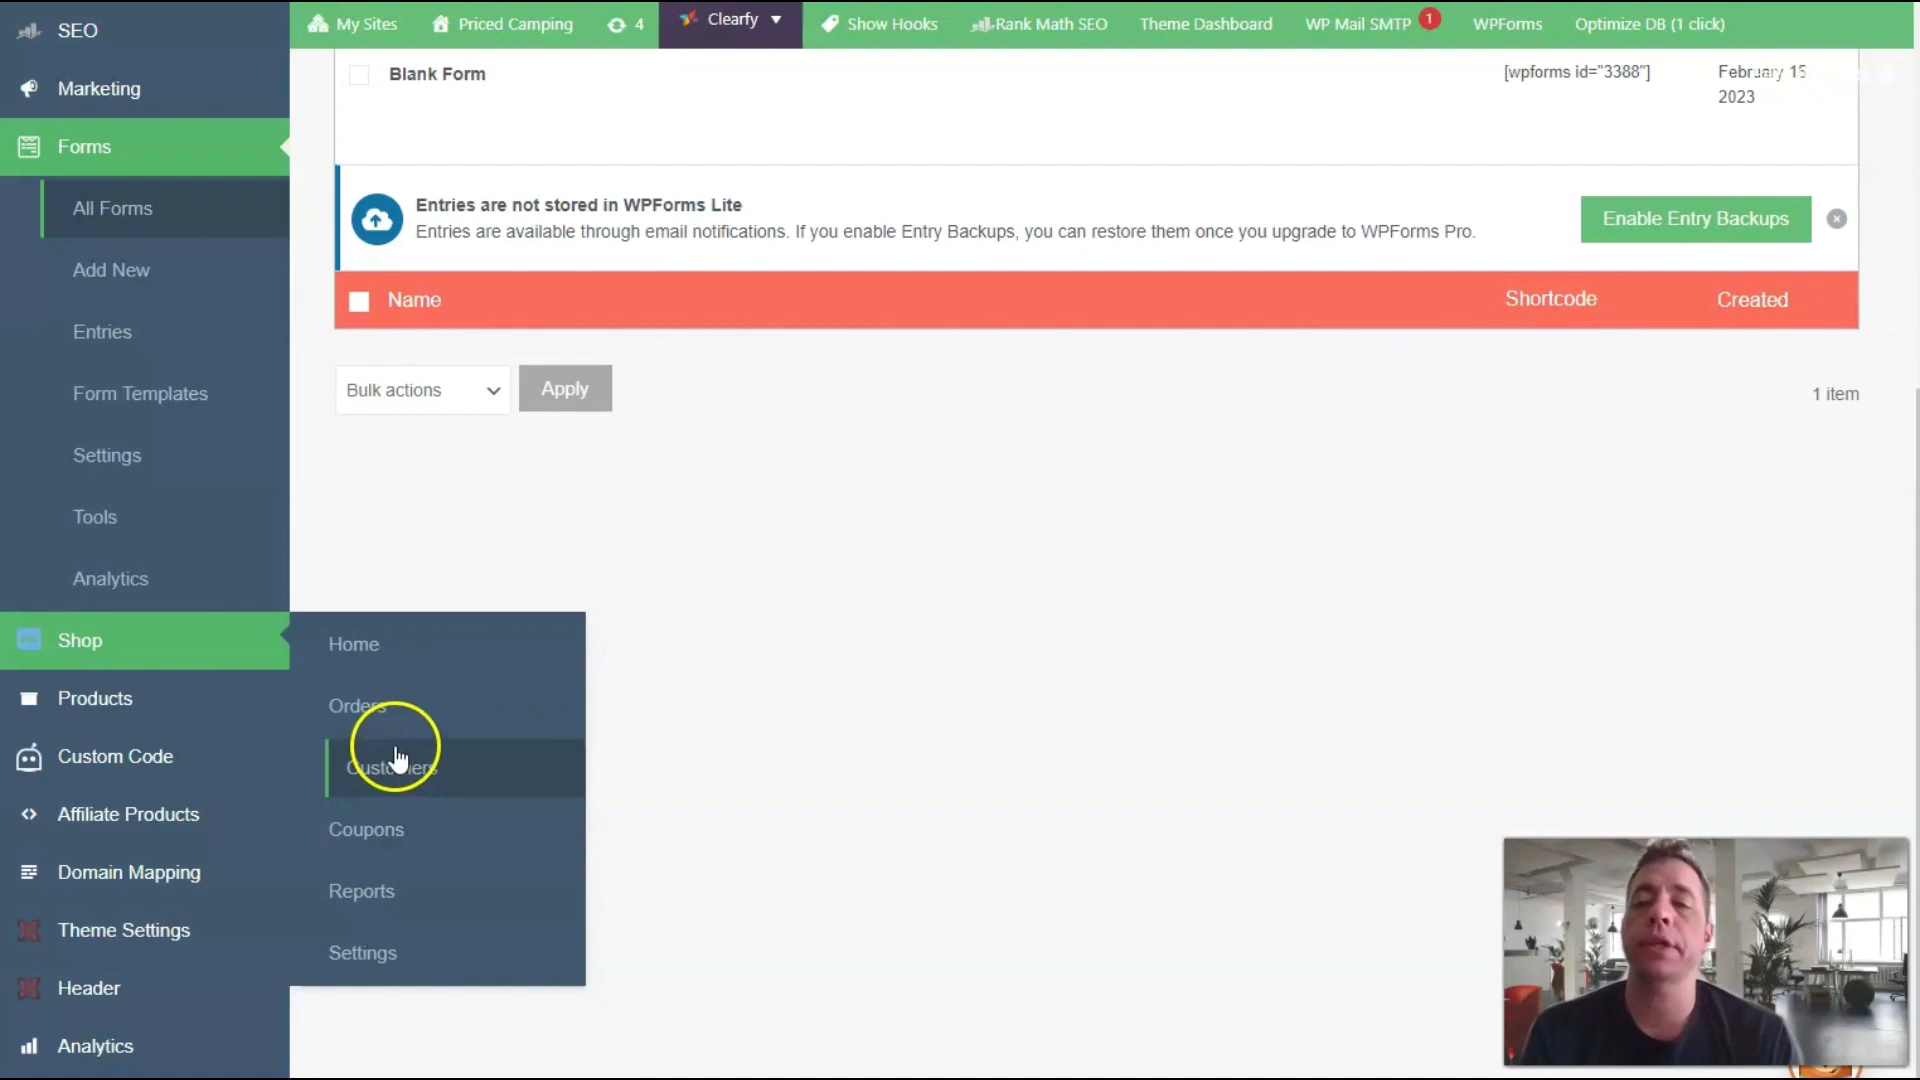 SEO
My Sites
Priced Camping
4
Clearfy
Show Hooks
Rank Math SEO
Theme Dashboard
WP Mail SMTP 1
WPForms
Optimize DB (1 click)
Marketing
Forms
All Forms
Add New
Entries
Form Templates
Settings
Tools
Analytics
Shop
Products
Custom Code
Affiliate Products
Domain Mapping
Theme Settings
Header
Analytics
Blank Form
[wpforms id="3388"]
February 15
2023
Entries are not stored in WPForms Lite
Entries are available through email notifications. If you enable Entry Backups, you can restore them once you upgrade to WPForms Pro.
Enable Entry Backups
Name
Shortcode
Created
Bulk actions
Apply
1 item
Home
Orders
Customers
Coupons
Reports
Settings